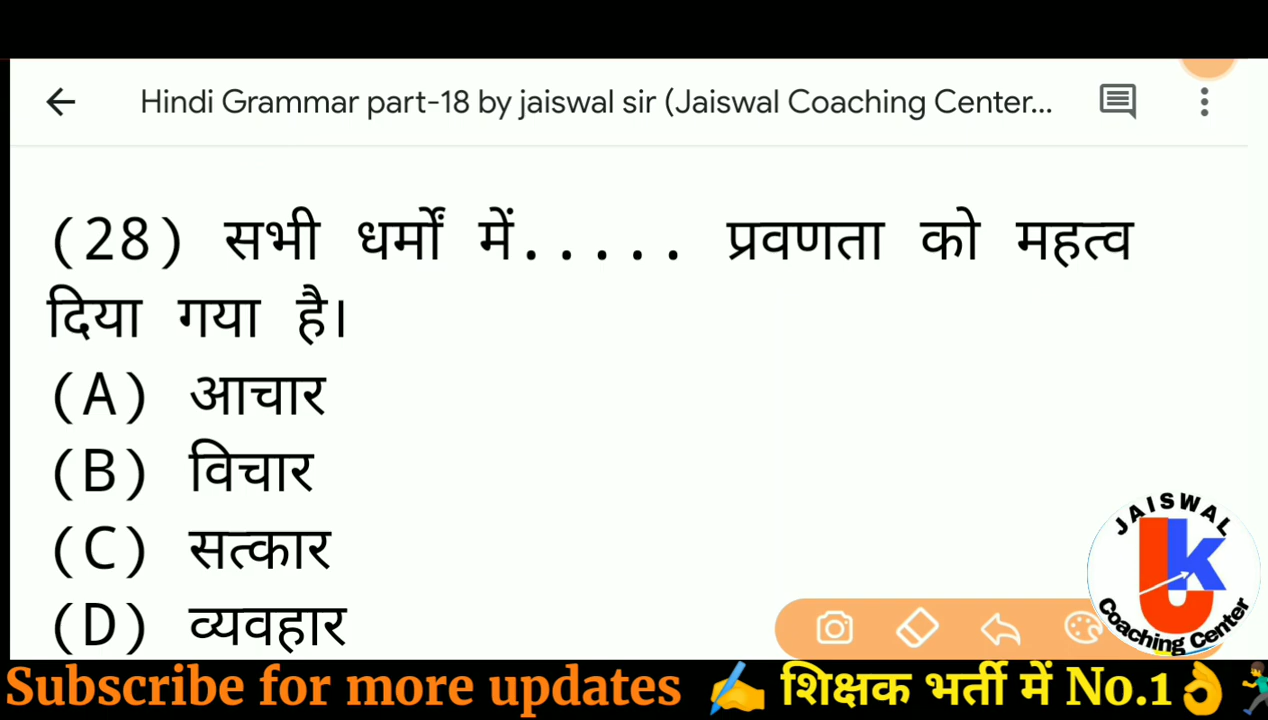 Hindi Grammar part-18 by jaiswal sir (Jaiswal Coaching Center...
(28) सभी धर्मों में..... प्रवणता को महत्व
दिया गया है।
(A) आचार
(B) विचार
(C) सत्कार
(D) व्यवहार
JAISWAL
JK
Coaching Center
Subscribe for more updates ✍️ शिक्षक भर्ती में No.1👌🏃